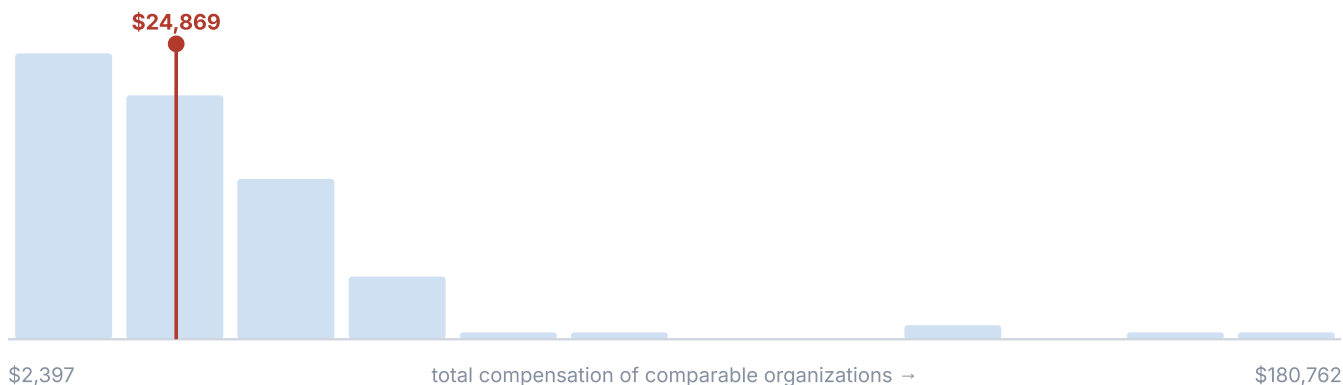 $24,869
$2,397 total compensation of comparable organizations → $180,762